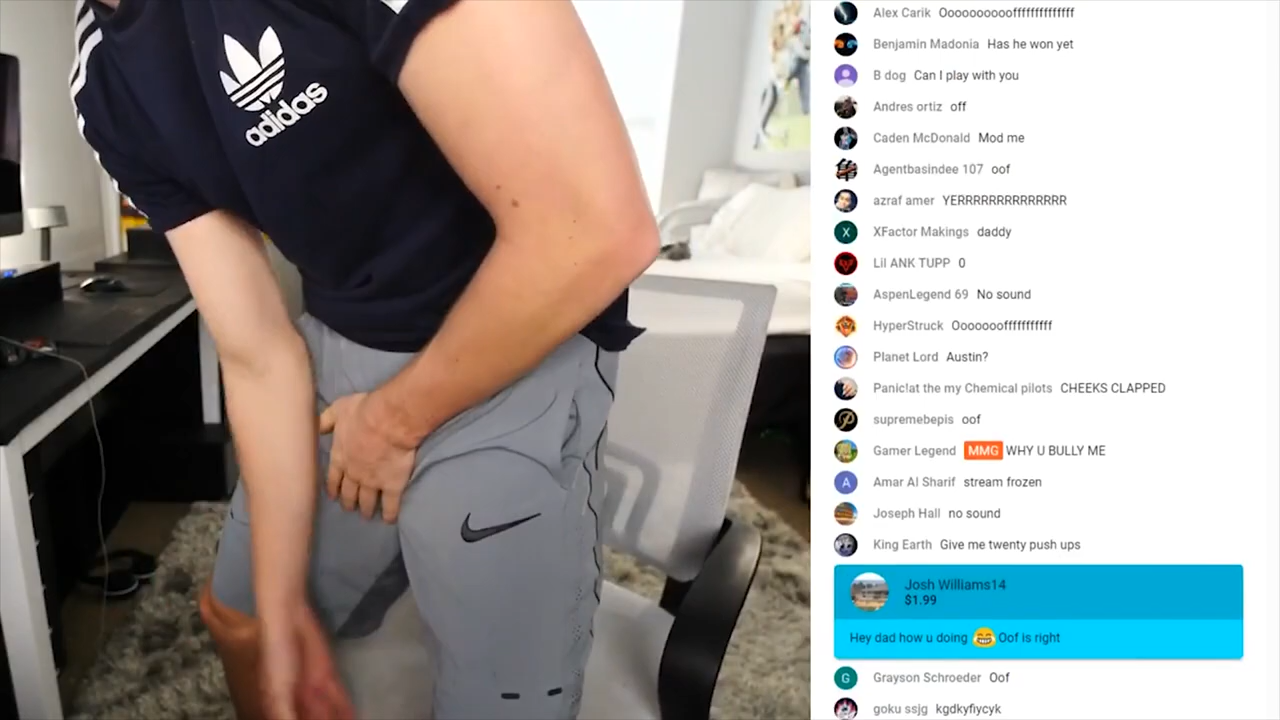 adidas
Alex Carik Oooooooooofffffffffffffff
Benjamin Madonia Has he won yet
B dog Can I play with you
Andres ortiz off
Caden McDonald Mod me
Agentbasindee 107 oof
azraf amer YERRRRRRRRRRRRRR
X
XFactor Makings daddy
Lil ANK TUPP 0
AspenLegend 69 No sound
HyperStruck Oooooooffffffffffff
Planet Lord Austin?
Panic!at the my Chemical pilots CHEEKS CLAPPED
supremebepis oof
Gamer Legend MMG WHY U BULLY ME
A
Amar Al Sharif stream frozen
Joseph Hall no sound
King Earth Give me twenty push ups
Josh Williams14
$1.99
Hey dad how u doing 😂 Oof is right
G
Grayson Schroeder Oof
goku ssjg kgdkyfiycyk